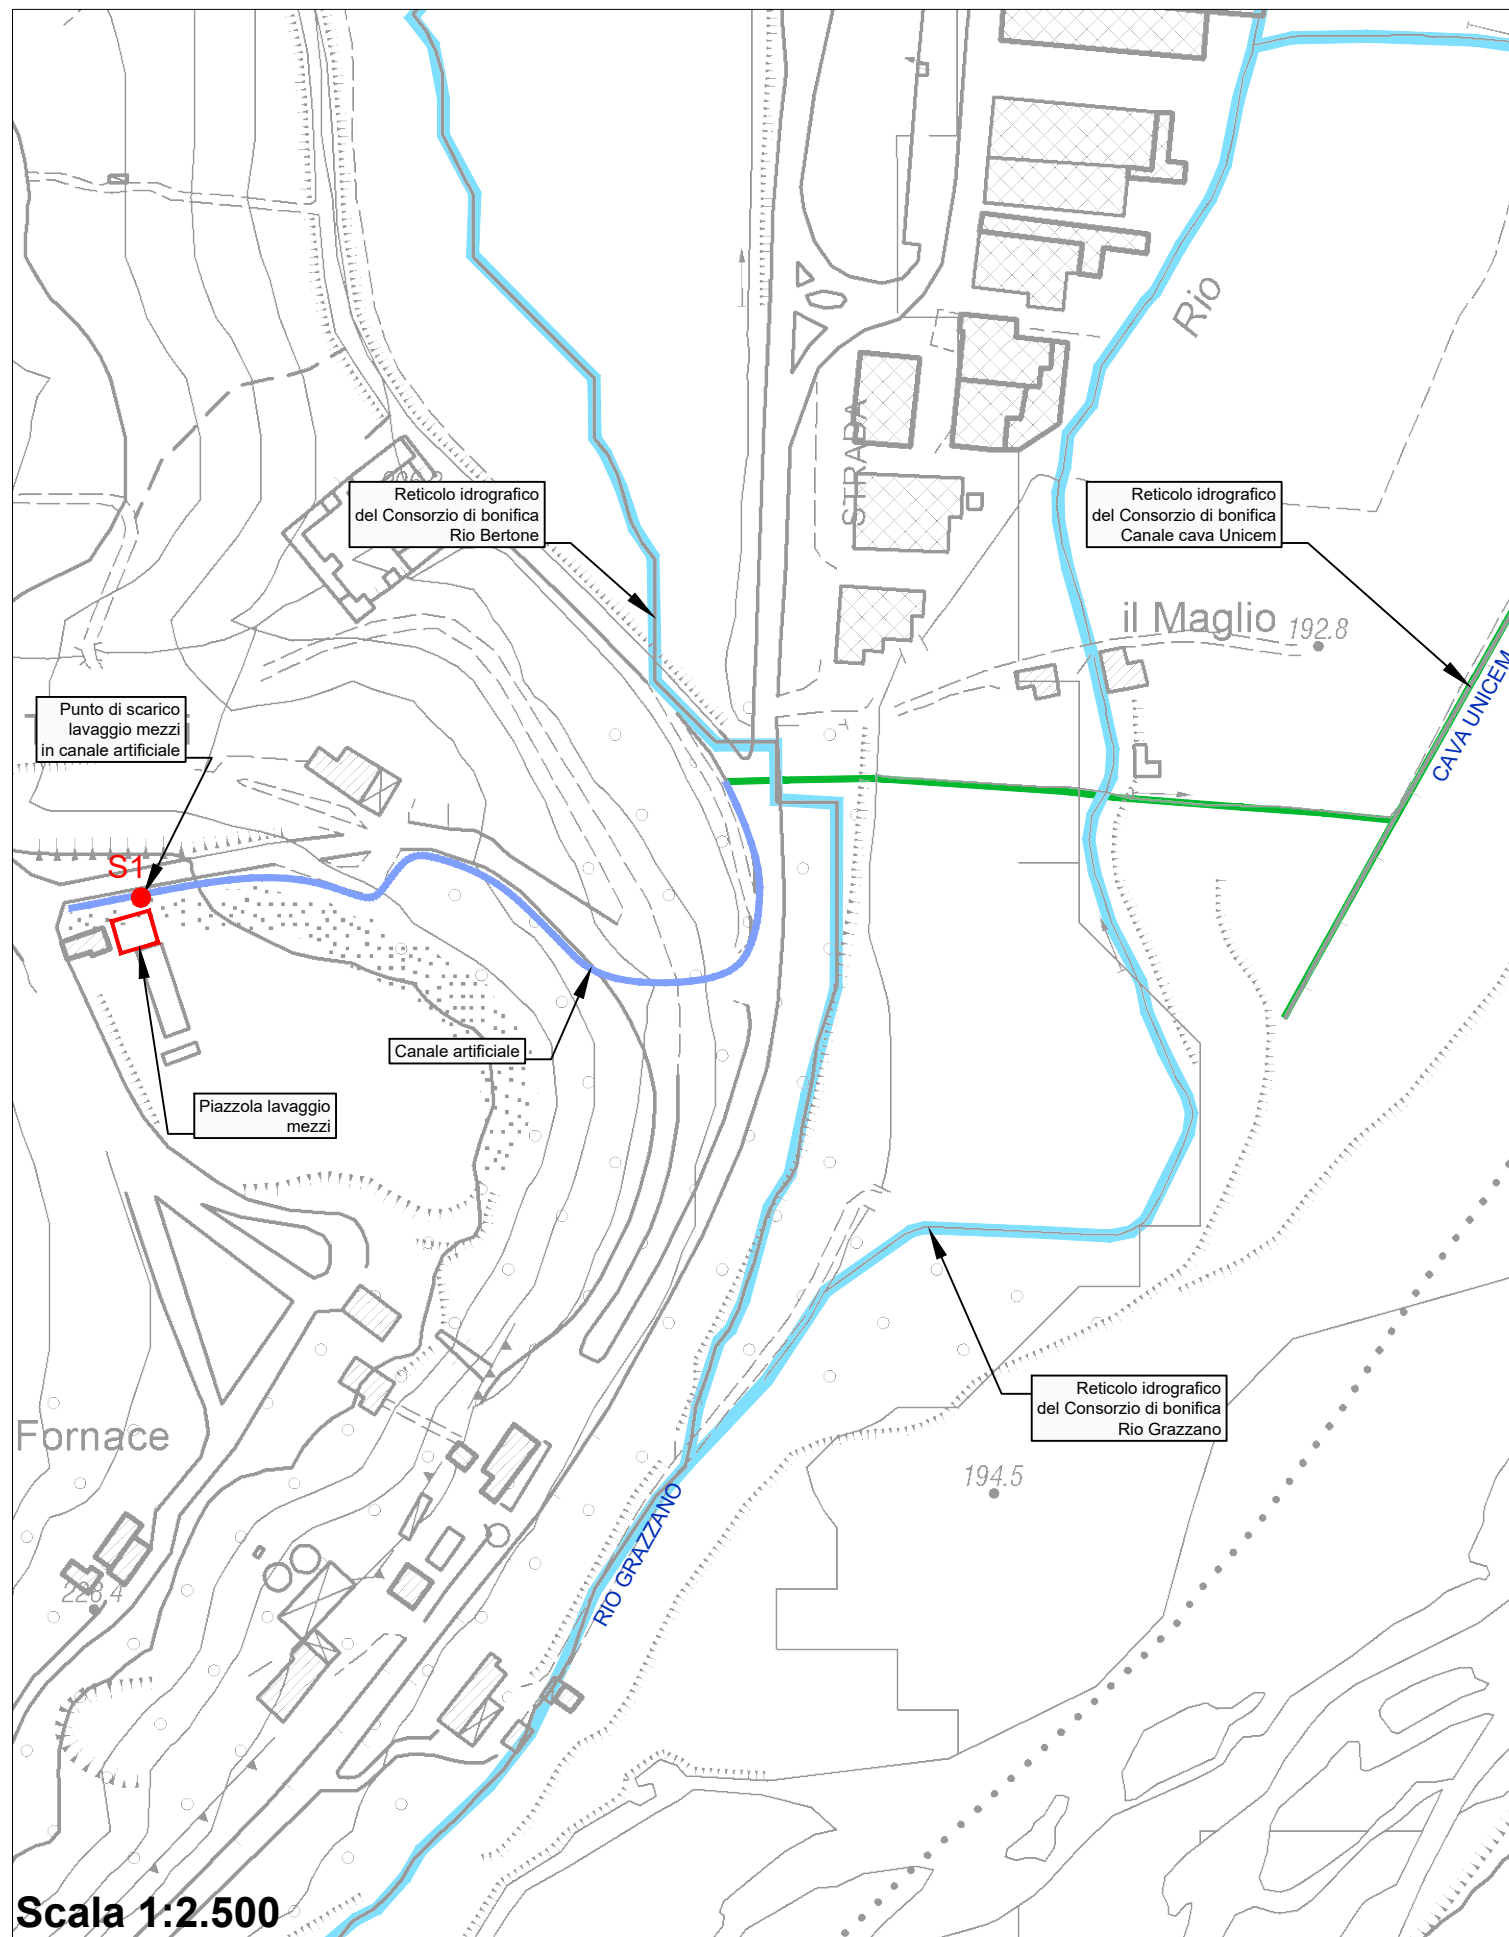 Rio
STRADA
Reticolo idrografico
del Consorzio di bonifica
Rio Bertone
Reticolo idrografico
del Consorzio di bonifica
Canale cava Unicem
il Maglio
192.8
CAVA UNICEM
Punto di scarico
lavaggio mezzi
in canale artificiale
S1
Canale artificiale
Piazzola lavaggio
mezzi
Reticolo idrografico
del Consorzio di bonifica
Rio Grazzano
Fornace
194.5
RIO GRAZZANO
228.4
Scala 1:2.500